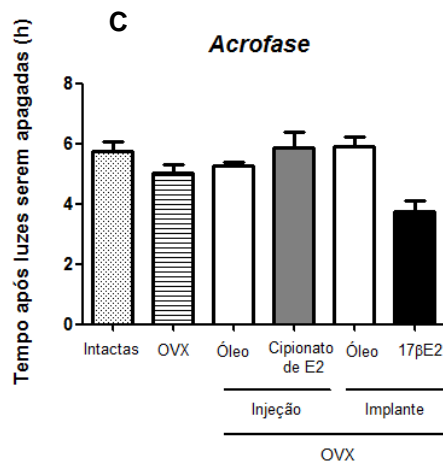 C
Acrofase
Tempo após luzes serem apagadas (h)
8
6
4
2
0
Intactas OVX Óleo Cipionato de E2 Óleo 17βE2
Injeção Implante
OVX